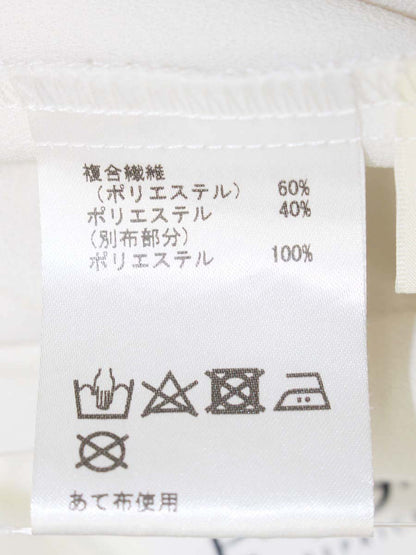 複合繊維
(ポリエステル) 60%
ポリエステル 40%
(別布部分)
ポリエステル 100%
あて布使用